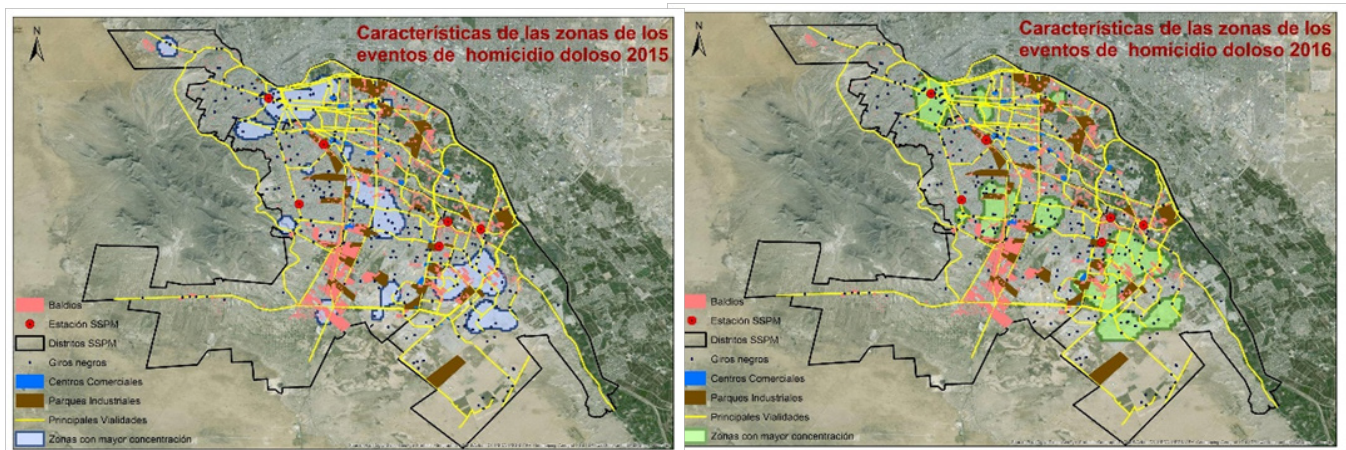 N
Características de las zonas de los
eventos de homicidio doloso 2015
Baldíos
Estación SSPM
Distritos SSPM
Giros negros
Centros Comerciales
Parques Industriales
Principales Vialidades
Zonas con mayor concentración
N
Características de las zonas de los
eventos de homicidio doloso 2016
Baldíos
Estación SSPM
Distritos SSPM
Giros negros
Centros Comerciales
Parques Industriales
Principales Vialidades
Zonas con mayor concentración